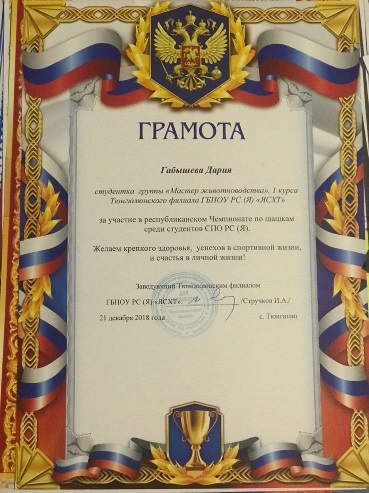 ГРАМОТА
Габышева Дария
студентка группы «Мастер животноводства», 1 курса
Тюнгюлюнского филиала ГБПОУ РС (Я) «ЯСХТ»
за участие в республиканском Чемпионате по шашкам
среди студентов СПО РС (Я).
Желаем крепкого здоровья, успехов в спортивной жизни,
и счастья в личной жизни!
Заведующий Тюнгюлюнским филиалом
ГБПОУ РС (Я) «ЯСХТ» /Стручков И.А./
21 декабря 2018 года с. Тюнгюлю